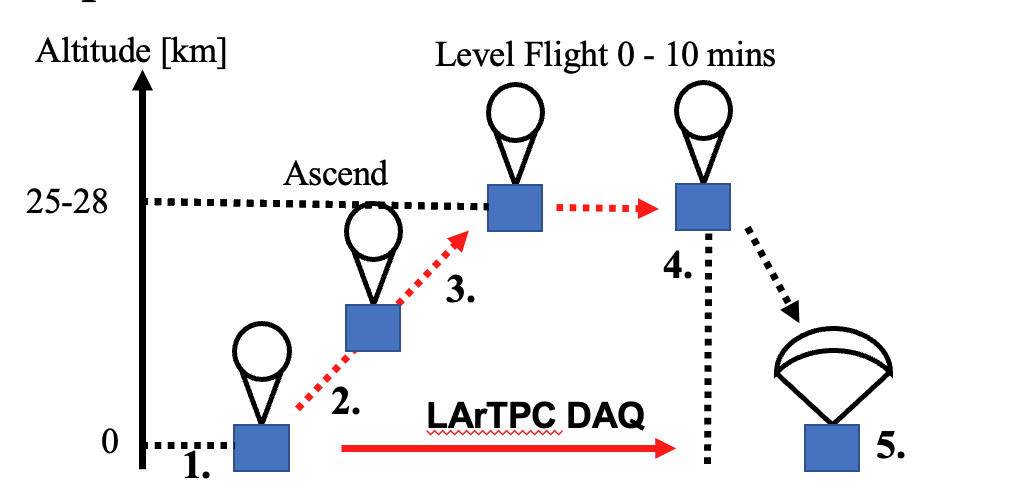 Altitude [km]
Level Flight 0 - 10 mins
Ascend
25-28
4.
3.
2.
LArTPC DAQ
0
1.
5.